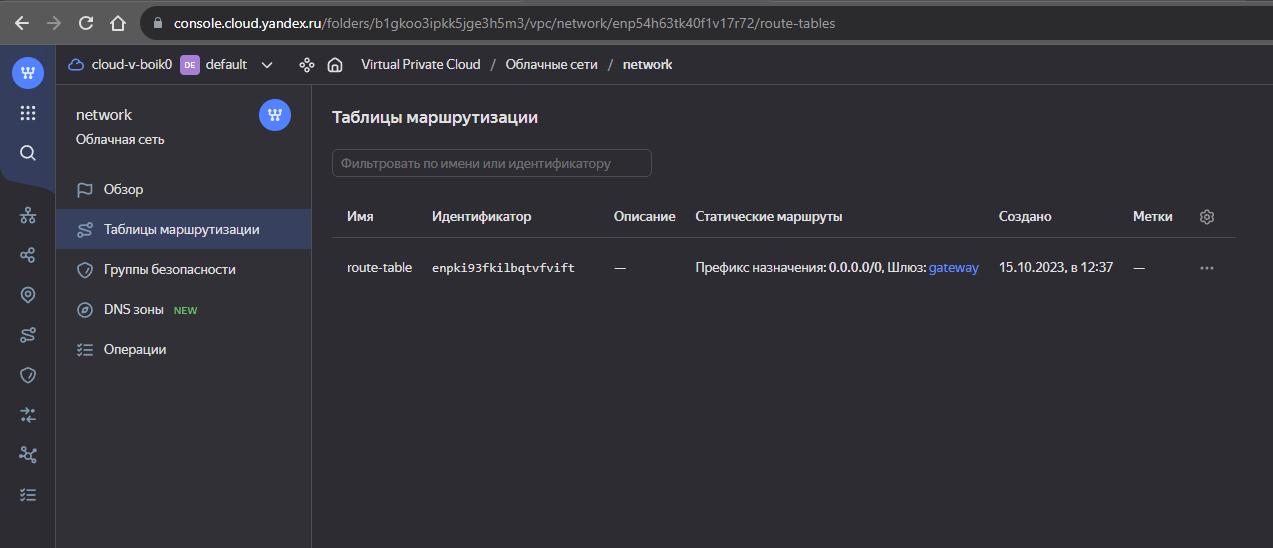 console.cloud.yandex.ru/folders/b1gkoo3ipkk5jge3h5m3/vpc/network/enp54h63tk40f1v17r72/route-tables
cloud-v-boik0 DE default Virtual Private Cloud / Облачные сети / network
network
Облачная сеть
Обзор
Таблицы маршрутизации
Группы безопасности
DNS зоны NEW
Операции
Таблицы маршрутизации
Фильтровать по имени или идентификатору
Имя Идентификатор Описание Статические маршруты Создано Метки
route-table enpki93fkilbqtvfvift — Префикс назначения: 0.0.0.0/0, Шлюз: gateway 15.10.2023, в 12:37 —